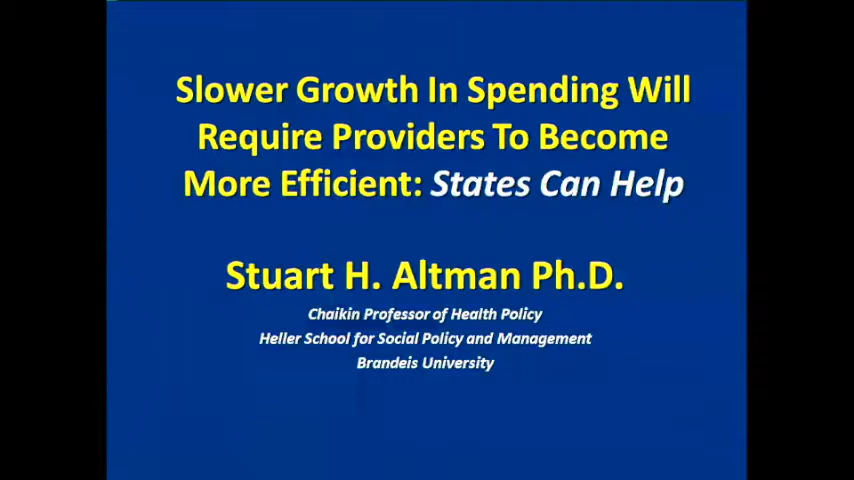 Slower Growth In Spending Will
Require Providers To Become
More Efficient: States Can Help
Stuart H. Altman Ph.D.
Chaikin Professor of Health Policy
Heller School for Social Policy and Management
Brandeis University